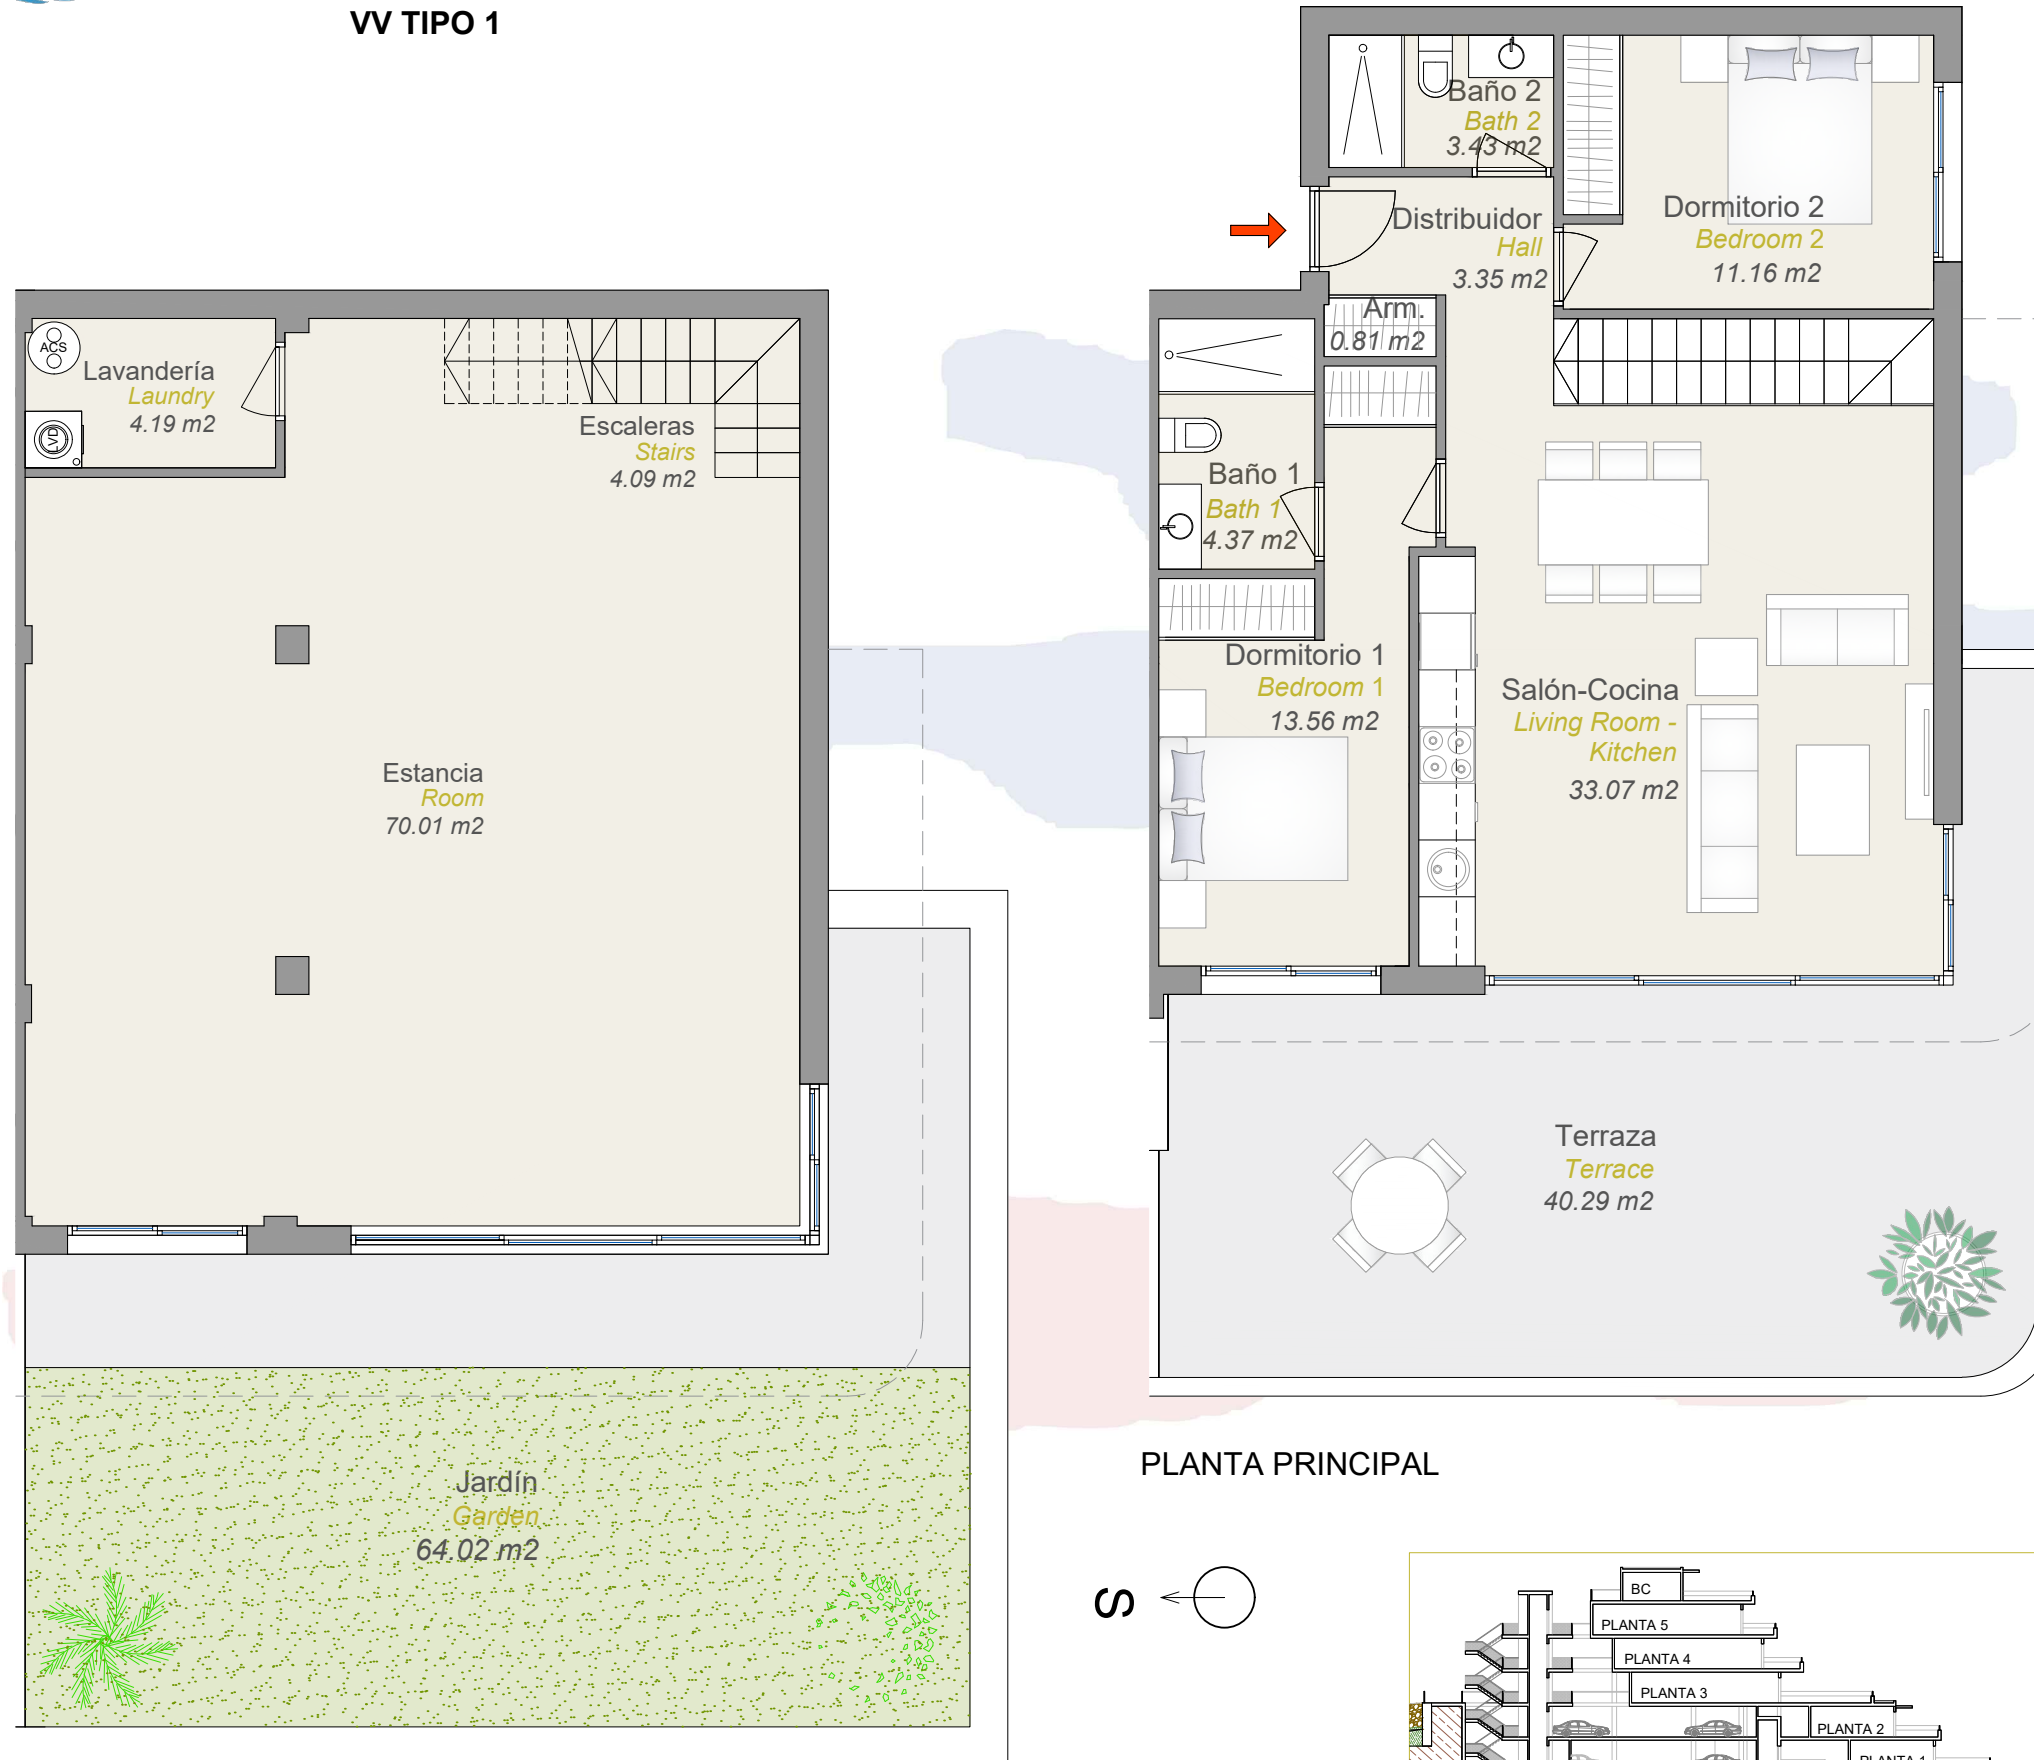 VV TIPO 1
Baño 2
Bath 2
3.43 m2
Distribuidor
Hall
3.35 m2
Dormitorio 2
Bedroom 2
11.16 m2
Arm.
0.81 m2
ACS
Lavandería
Laundry
4.19 m2
LVD
Escaleras
Stairs
4.09 m2
Baño 1
Bath 1
4.37 m2
Dormitorio 1
Bedroom 1
13.56 m2
Salón-Cocina
Living Room -
Kitchen
33.07 m2
Estancia
Room
70.01 m2
Terraza
Terrace
40.29 m2
Jardín
Garden
64.02 m2
PLANTA PRINCIPAL
S
BC
PLANTA 5
PLANTA 4
PLANTA 3
PLANTA 2
PLANTA 1